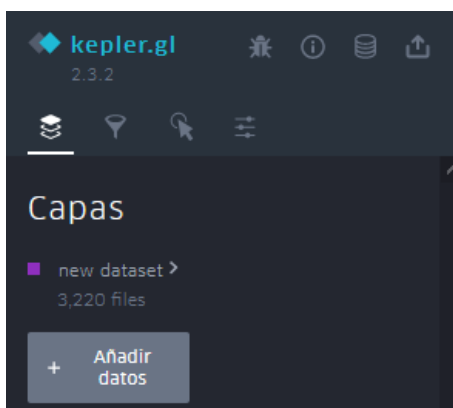 kepler.gl
2.3.2
Capas
new dataset
3,220 files
+ Añadir
datos